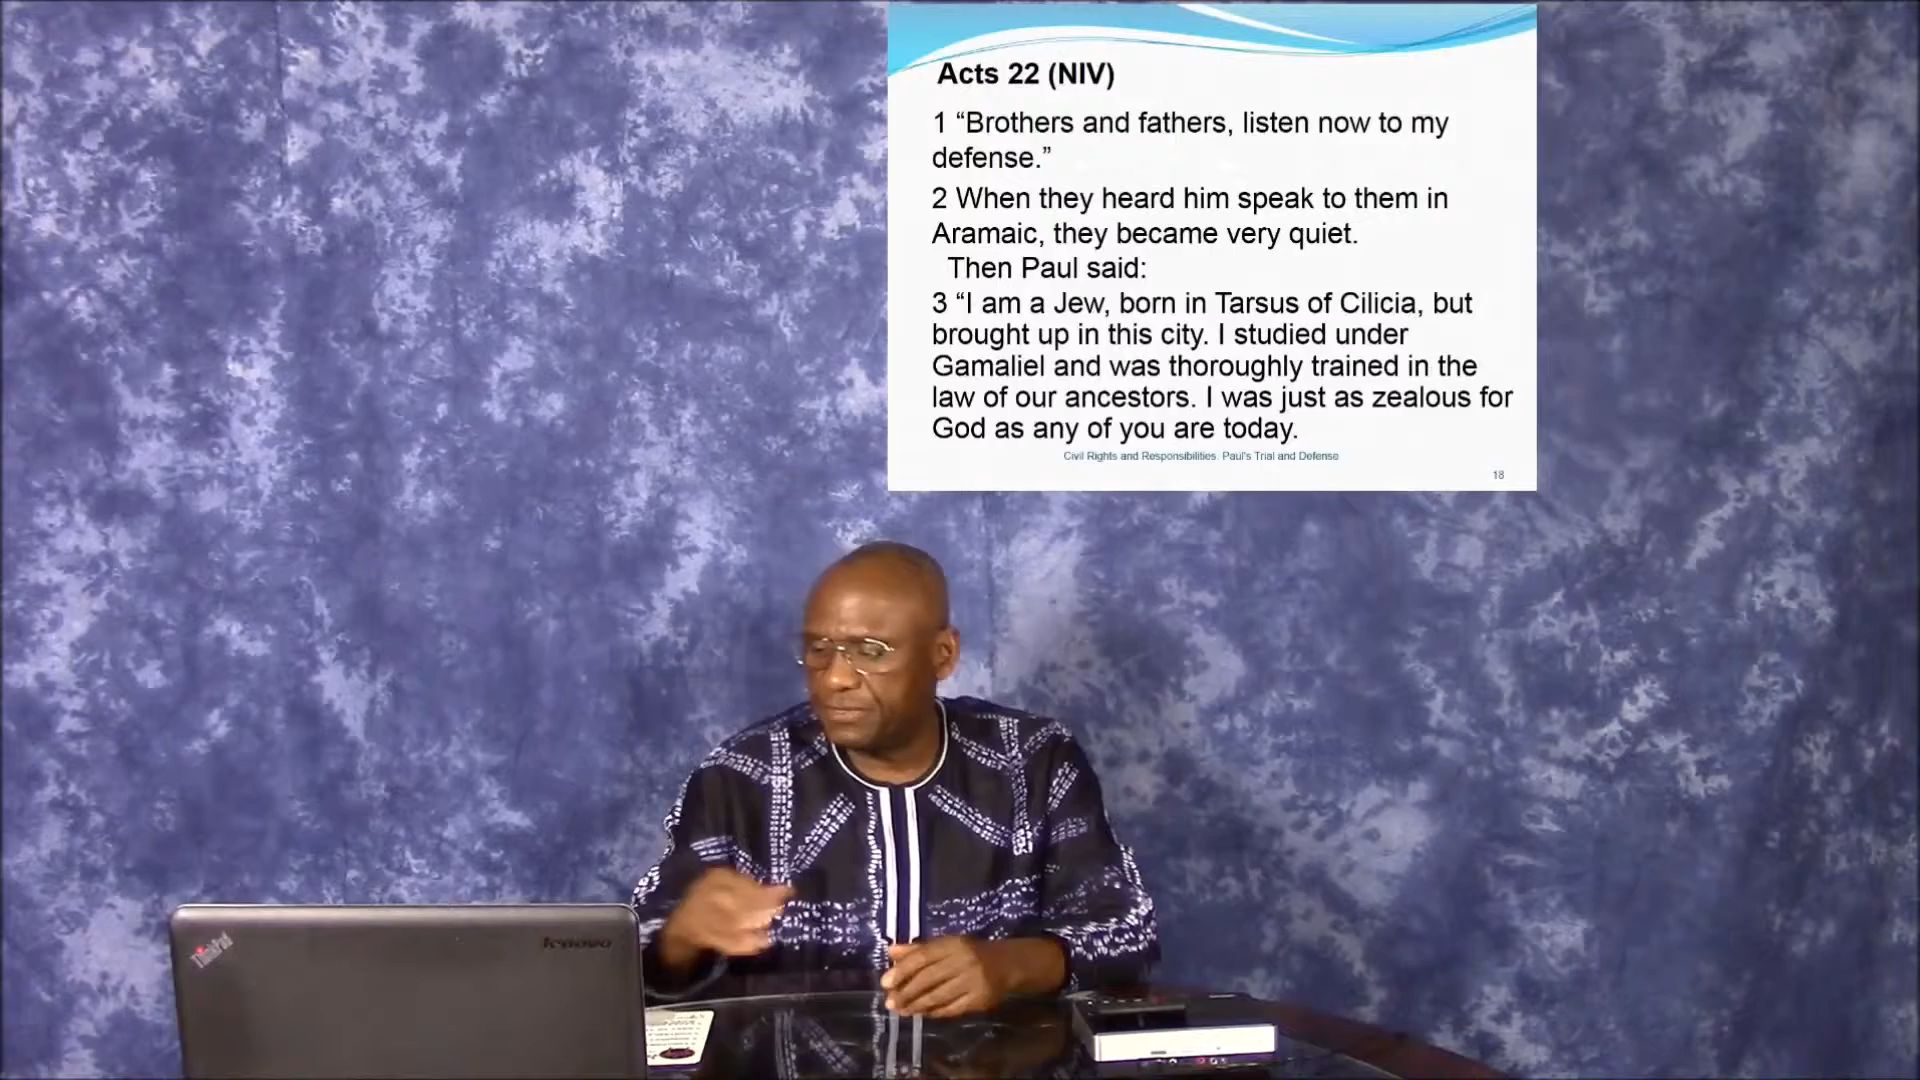 Acts 22 (NIV)
1 “Brothers and fathers, listen now to my
defense.”
2 When they heard him speak to them in
Aramaic, they became very quiet.
Then Paul said:
3 “I am a Jew, born in Tarsus of Cilicia, but
brought up in this city. I studied under
Gamaliel and was thoroughly trained in the
law of our ancestors. I was just as zealous for
God as any of you are today.
Civil Rights and Responsibilities. Paul's Trial and Defense
18
ThinkPad
lenovo